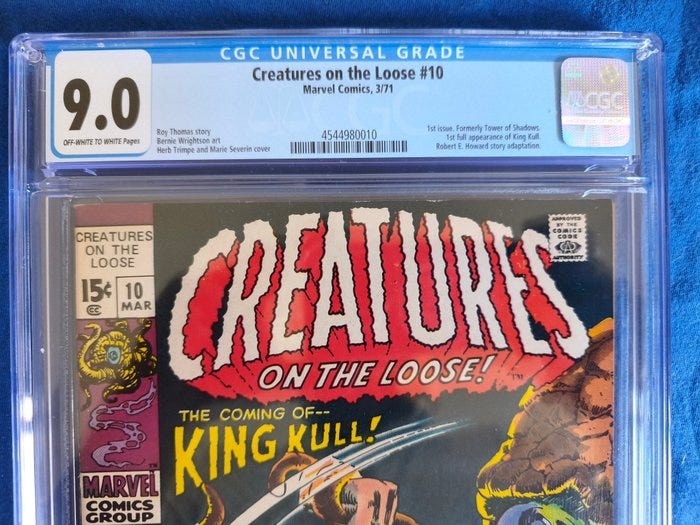 CGC UNIVERSAL GRADE
9.0
OFF-WHITE TO WHITE Pages
Creatures on the Loose #10
Marvel Comics, 3/71
Roy Thomas story
Bernie Wrightson art
Herb Trimpe and Marie Severin cover
4544980010
1st issue. Formerly Tower of Shadows.
1st full appearance of King Kull.
Robert E. Howard story adaptation.
CGC
CREATURES
ON THE
LOOSE
15¢
CC
10
MAR
APPROVED
BY THE
COMICS
CODE
AUTHORITY
CREATURES
ON THE LOOSE!
TM
THE COMING OF--
KING KULL!
MARVEL
COMICS
GROUP